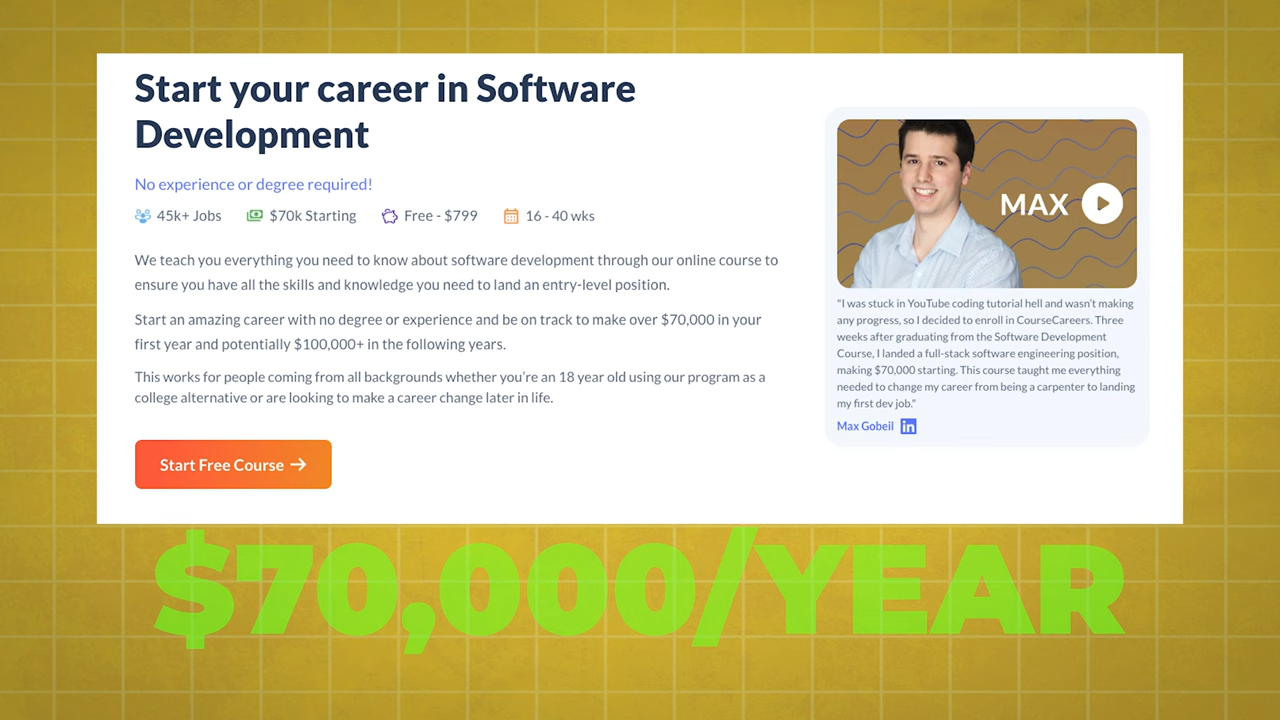 Start your career in Software
Development
No experience or degree required!
45k+ Jobs $70k Starting Free - $799 16 - 40 wks
We teach you everything you need to know about software development through our online course to
ensure you have all the skills and knowledge you need to land an entry-level position.
Start an amazing career with no degree or experience and be on track to make over $70,000 in your
first year and potentially $100,000+ in the following years.
This works for people coming from all backgrounds whether you're an 18 year old using our program as a
college alternative or are looking to make a career change later in life.
Start Free Course →
MAX
"I was stuck in YouTube coding tutorial hell and wasn't making
any progress, so I decided to enroll in CourseCareers. Three
weeks after graduating from the Software Development
Course, I landed a full-stack software engineering position,
making $70,000 starting. This course taught me everything
needed to change my career from being a carpenter to landing
my first dev job."
Max Gobeil in
$70,000/YEAR